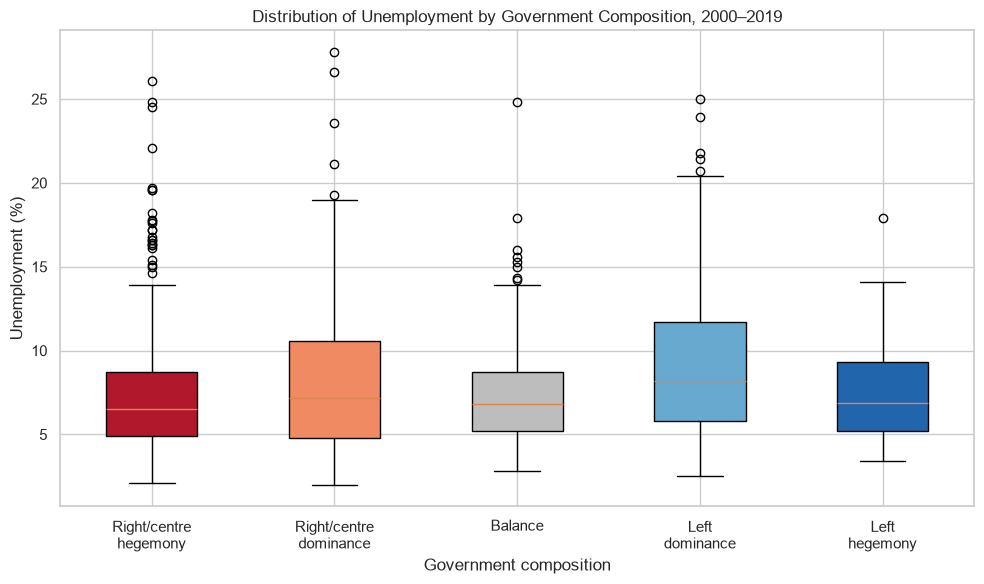 Distribution of Unemployment by Government Composition, 2000–2019
Unemployment (%)
25
20
15
10
5
Right/centre
hegemony
Right/centre
dominance
Balance
Left
dominance
Left
hegemony
Government composition